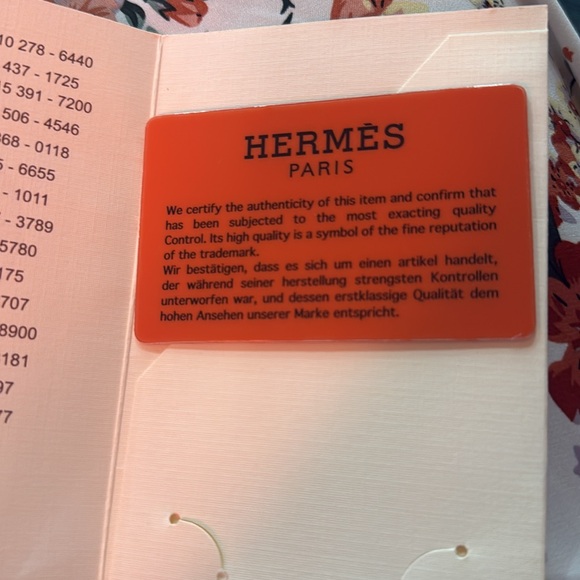 10 278 - 6440
437 - 1725
15 391 - 7200
506 - 4546
868 - 0118
- 6655
- 1011
- 3789
5780
175
707
8900
181
97
77
HERMÈS
PARIS
We certify the authenticity of this item and confirm that
has been subjected to the most exacting quality
Control. Its high quality is a symbol of the fine reputation
of the trademark.
Wir bestätigen, dass es sich um einen artikel handelt,
der während seiner herstellung strengsten Kontrollen
unterworfen war, und dessen erstklassige Qualität dem
hohen Ansehen unserer Marke entspricht.